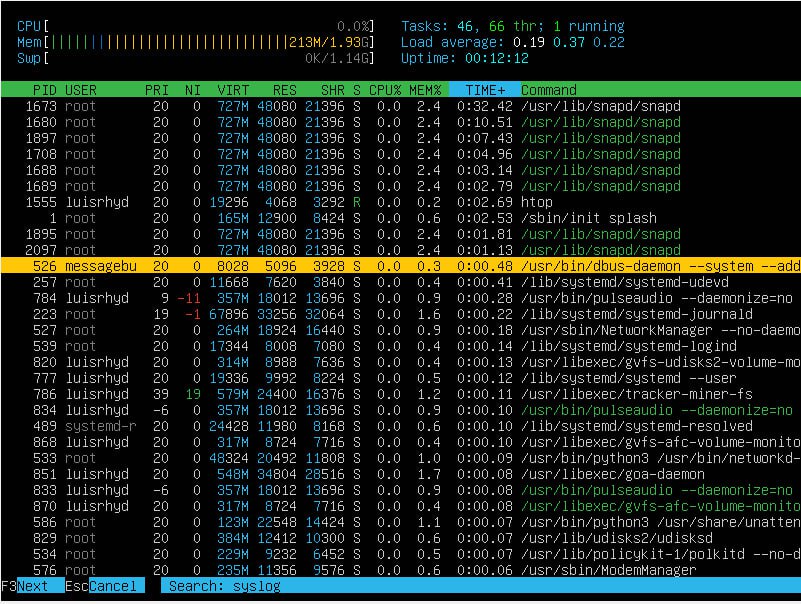 CPU[ 0.0%] Tasks: 46, 66 thr; 1 running
Mem[||||||||||||||||||||||||||||||213M/1.93G] Load average: 0.19 0.37 0.22
Swp[ 0K/1.14G] Uptime: 00:12:12
PID USER PRI NI VIRT RES SHR S CPU% MEM% TIME+ Command
1673 root 20 0 727M 48080 21396 S 0.0 2.4 0:32.42 /usr/lib/snapd/snapd
1680 root 20 0 727M 48080 21396 S 0.0 2.4 0:10.51 /usr/lib/snapd/snapd
1897 root 20 0 727M 48080 21396 S 0.0 2.4 0:07.43 /usr/lib/snapd/snapd
1708 root 20 0 727M 48080 21396 S 0.0 2.4 0:04.96 /usr/lib/snapd/snapd
1688 root 20 0 727M 48080 21396 S 0.0 2.4 0:03.14 /usr/lib/snapd/snapd
1689 root 20 0 727M 48080 21396 S 0.0 2.4 0:02.79 /usr/lib/snapd/snapd
1555 luisrhyd 20 0 19296 4068 3292 R 0.0 0.2 0:02.69 htop
1 root 20 0 165M 12900 8424 S 0.0 0.6 0:02.53 /sbin/init splash
1895 root 20 0 727M 48080 21396 S 0.0 2.4 0:01.81 /usr/lib/snapd/snapd
2097 root 20 0 727M 48080 21396 S 0.0 2.4 0:01.13 /usr/lib/snapd/snapd
526 messagebu 20 0 8028 5096 3928 S 0.0 0.3 0:00.48 /usr/bin/dbus-daemon --system --add
257 root 20 0 11668 7620 3840 S 0.0 0.4 0:00.41 /lib/systemd/systemd-udevd
784 luisrhyd 9 -11 357M 18012 13696 S 0.0 0.9 0:00.28 /usr/bin/pulseaudio --daemonize=no
223 root 19 -1 67896 33256 32064 S 0.0 1.6 0:00.22 /lib/systemd/systemd-journald
527 root 20 0 264M 18924 16440 S 0.0 0.9 0:00.18 /usr/sbin/NetworkManager --no-daemo
539 root 20 0 17344 8008 7080 S 0.0 0.4 0:00.14 /lib/systemd/systemd-logind
820 luisrhyd 20 0 314M 8988 7636 S 0.0 0.4 0:00.13 /usr/libexec/gvfs-udisks2-volume-mo
777 luisrhyd 20 0 19336 9992 8224 S 0.0 0.5 0:00.12 /lib/systemd/systemd --user
786 luisrhyd 39 19 579M 24400 16376 S 0.0 1.2 0:00.11 /usr/libexec/tracker-miner-fs
834 luisrhyd -6 0 357M 18012 13696 S 0.0 0.9 0:00.10 /usr/bin/pulseaudio --daemonize=no
489 systemd-r 20 0 24428 11980 8168 S 0.0 0.6 0:00.10 /lib/systemd/systemd-resolved
868 luisrhyd 20 0 317M 8724 7716 S 0.0 0.4 0:00.10 /usr/libexec/gvfs-afc-volume-monito
533 root 20 0 48324 20492 11808 S 0.0 1.0 0:00.09 /usr/bin/python3 /usr/bin/networkd-
851 luisrhyd 20 0 548M 34804 28516 S 0.0 1.7 0:00.08 /usr/libexec/goa-daemon
833 luisrhyd -6 0 357M 18012 13696 S 0.0 0.9 0:00.08 /usr/bin/pulseaudio --daemonize=no
870 luisrhyd 20 0 317M 8724 7716 S 0.0 0.4 0:00.08 /usr/libexec/gvfs-afc-volume-monito
586 root 20 0 123M 22548 14424 S 0.0 1.1 0:00.07 /usr/bin/python3 /usr/share/unatten
829 root 20 0 384M 12412 10300 S 0.0 0.6 0:00.07 /usr/lib/udisks2/udisksd
534 root 20 0 229M 9232 6452 S 0.0 0.5 0:00.07 /usr/lib/policykit-1/polkitd --no-d
576 root 20 0 235M 11356 9576 S 0.0 0.6 0:00.06 /usr/sbin/ModemManager
F3Next EscCancel Search: syslog